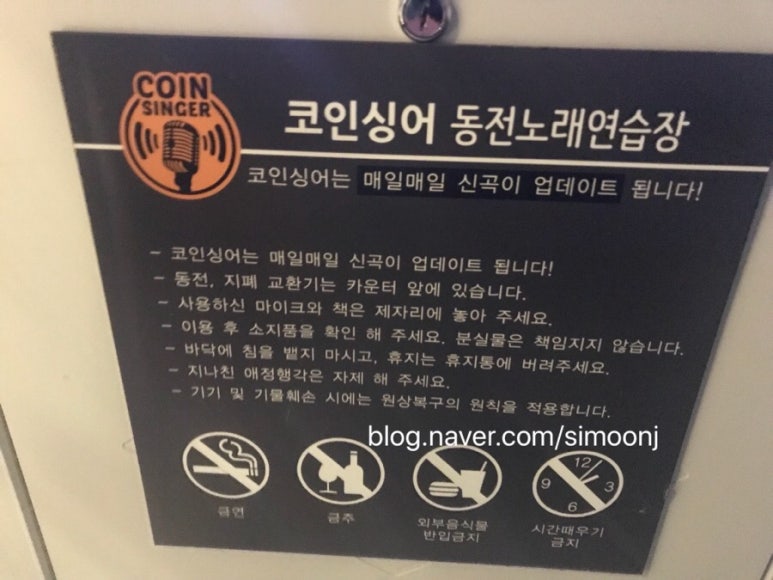 COIN
SINGER
코인싱어 동전노래연습장
코인싱어는 매일매일 신곡이 업데이트 됩니다!
- 코인싱어는 매일매일 신곡이 업데이트 됩니다!
- 동전, 지폐 교환기는 카운터 앞에 있습니다.
- 사용하신 마이크와 책은 제자리에 놓아 주세요.
- 이용 후 소지품을 확인 해 주세요. 분실물은 책임지지 않습니다.
- 바닥에 침을 뱉지 마시고, 휴지는 휴지통에 버려주세요.
- 지나친 애정행각은 자제 해 주세요.
- 기기 및 기물훼손 시에는 원상복구의 원칙을 적용합니다.
blog.naver.com/simoonj
12
9 3
6
금연
금주
외부음식물
반입금지
시간때우기
금지